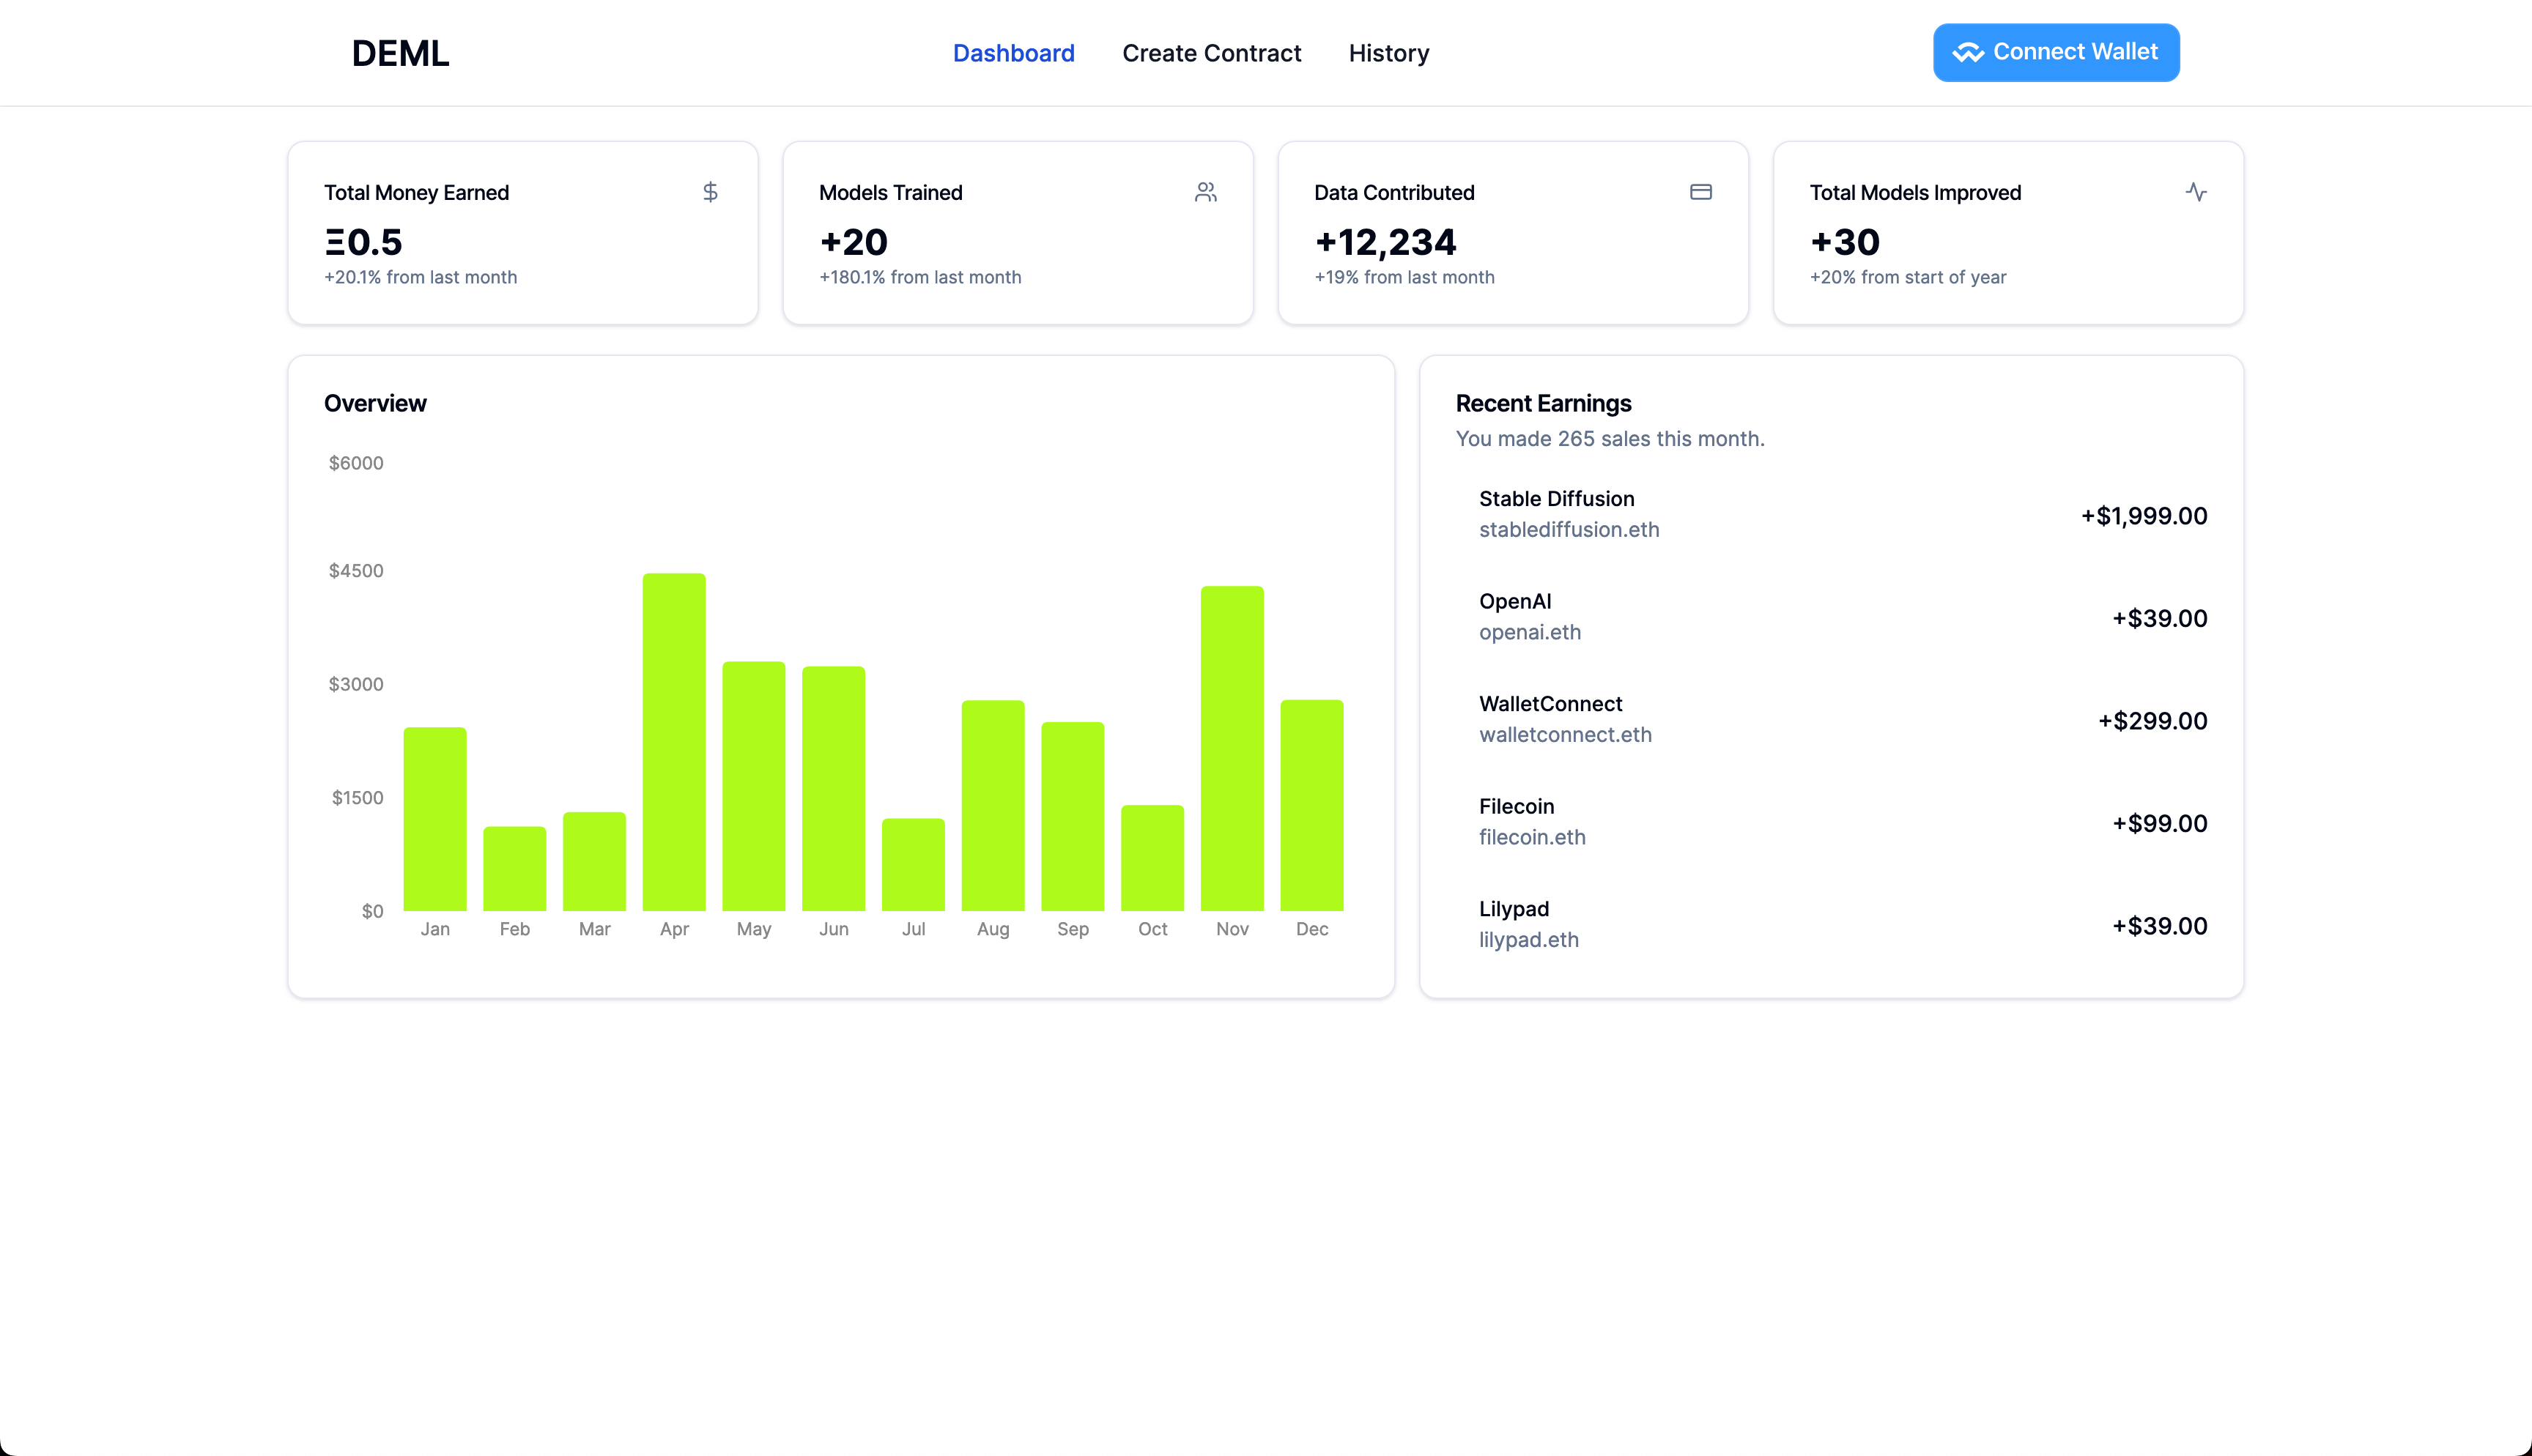 DEML
Dashboard
Create Contract
History
Connect Wallet
Total Money Earned
Ξ0.5
+20.1% from last month
Models Trained
+20
+180.1% from last month
Data Contributed
+12,234
+19% from last month
Total Models Improved
+30
+20% from start of year
Overview
$6000
$4500
$3000
$1500
$0
Jan
Feb
Mar
Apr
May
Jun
Jul
Aug
Sep
Oct
Nov
Dec
Recent Earnings
You made 265 sales this month.
Stable Diffusion
stablediffusion.eth
+$1,999.00
OpenAI
openai.eth
+$39.00
WalletConnect
walletconnect.eth
+$299.00
Filecoin
filecoin.eth
+$99.00
Lilypad
lilypad.eth
+$39.00